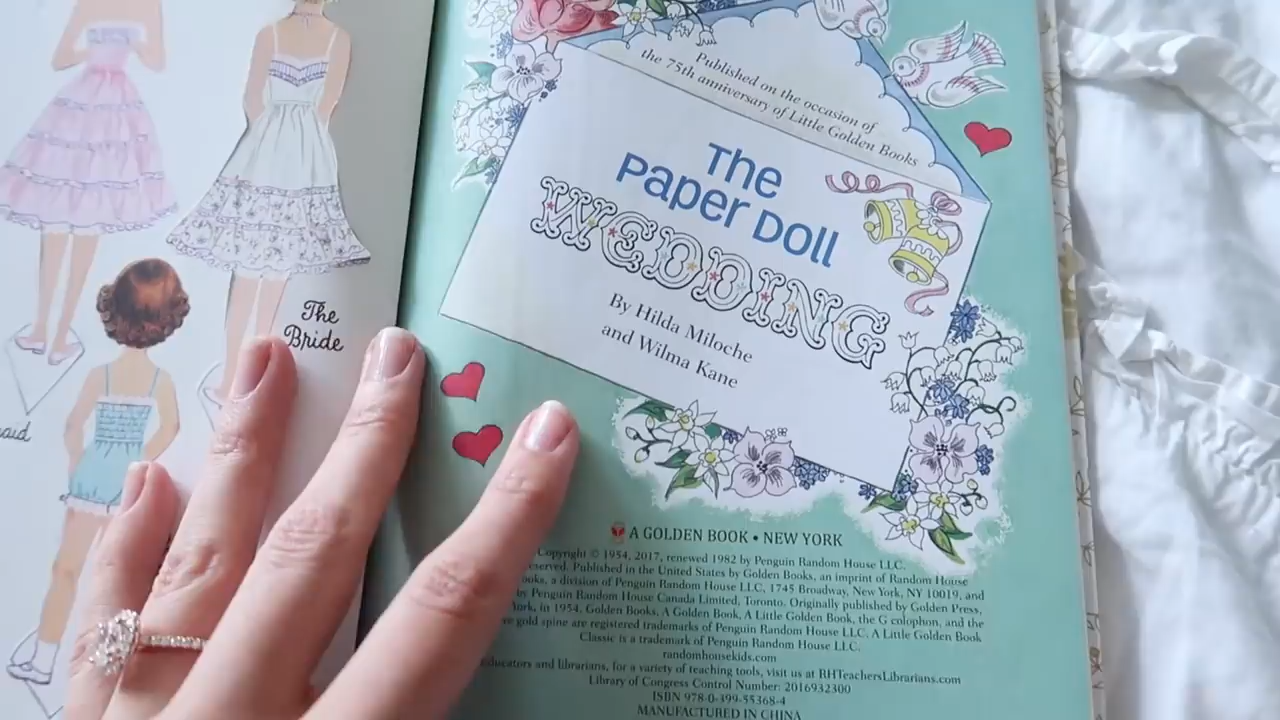 The
Bride
aid
Published on the occasion of
the 75th anniversary of Little Golden Books
The
Paper Doll
WEDDING
By Hilda Miloche
and Wilma Kane
A GOLDEN BOOK • NEW YORK
Copyright © 1954, 2017, renewed 1982 by Penguin Random House LLC.
served. Published in the United States by Golden Books, an imprint of Random House
ooks, a division of Penguin Random House LLC, 1745 Broadway, New York, NY 10019, and
by Penguin Random House Canada Limited, Toronto. Originally published by Golden Press,
York, in 1954. Golden Books, A Golden Book, A Little Golden Book, the G colophon, and the
ve gold spine are registered trademarks of Penguin Random House LLC. A Little Golden Book
Classic is a trademark of Penguin Random House LLC.
randomhousekids.com
educators and librarians, for a variety of teaching tools, visit us at RHTeachersLibrarians.com
Library of Congress Control Number: 2016932300
ISBN 978-0-399-55368-4
MANUFACTURED IN CHINA